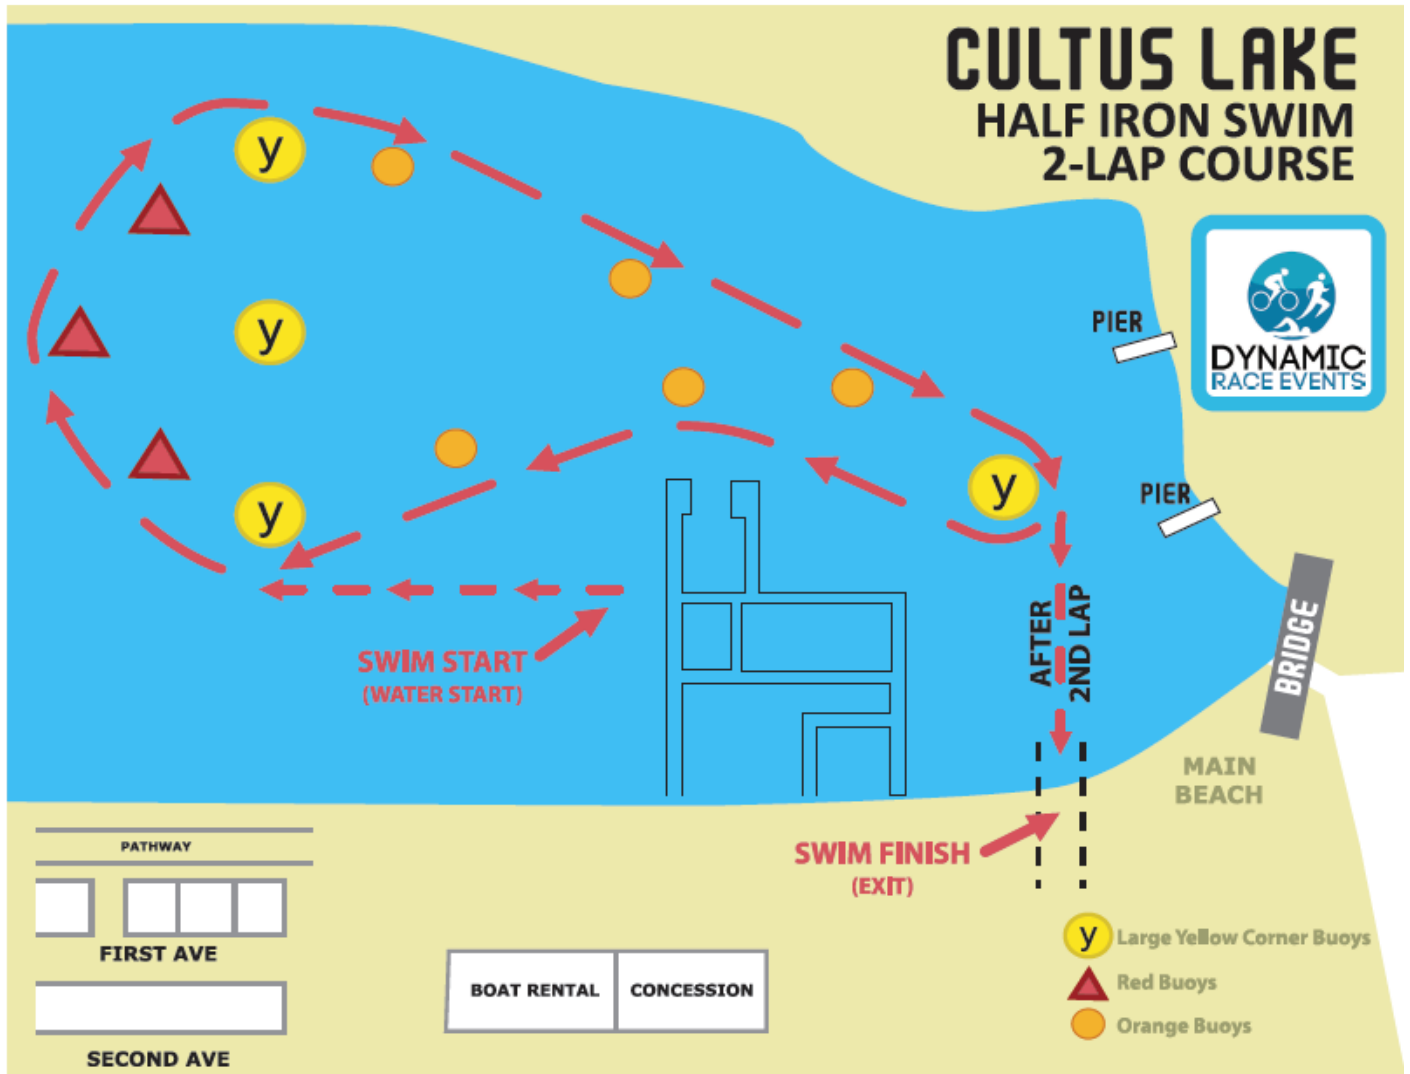 CULTUS LAKE
HALF IRON SWIM
2-LAP COURSE
y
y
y
y
PIER
DYNAMIC
RACE EVENTS
PIER
BRIDGE
AFTER
2ND LAP
SWIM START
(WATER START)
MAIN
BEACH
SWIM FINISH
(EXIT)
PATHWAY
FIRST AVE
SECOND AVE
BOAT RENTAL
CONCESSION
y Large Yellow Corner Buoys
Red Buoys
Orange Buoys